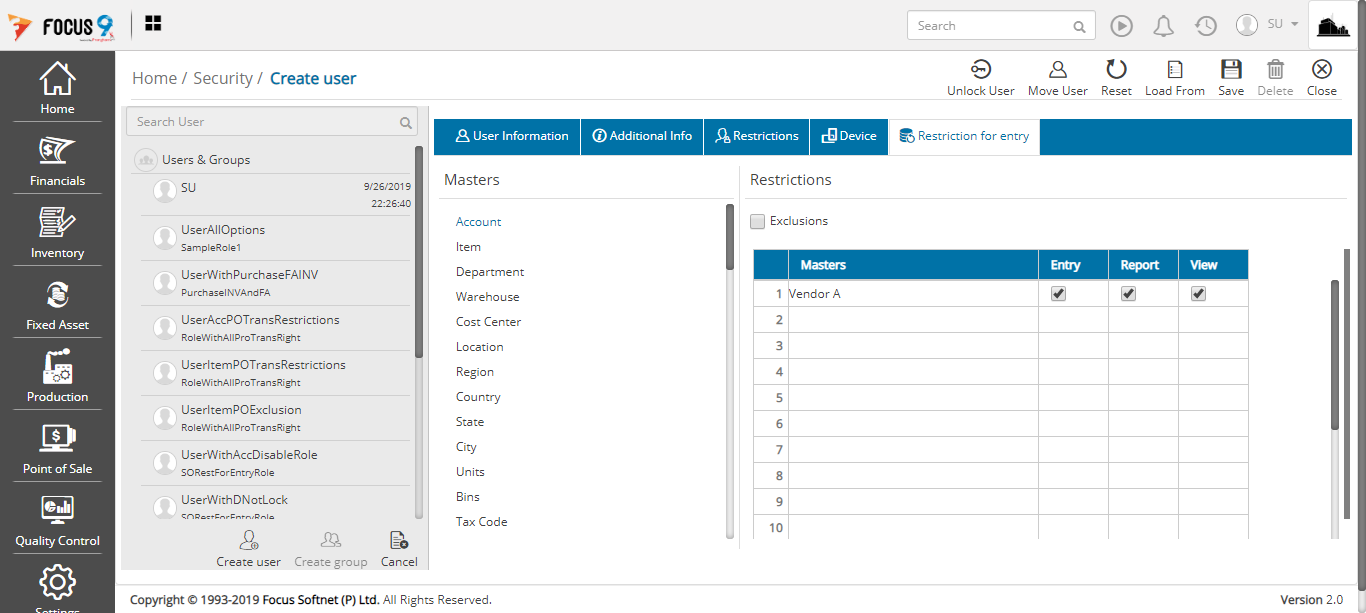 FOCUS 9
Search
SU
Home / Security / Create user
Unlock User
Move User
Reset
Load From
Save
Delete
Close
Home
Financials
Inventory
Fixed Asset
Production
Point of Sale
Quality Control
Settings
Search User
Users & Groups
SU
9/26/2019
22:26:40
UserAllOptions
SampleRole1
UserWithPurchaseFAINV
PurchaseINVAndFA
UserAccPOTransRestrictions
RoleWithAllProTransRight
UserItemPOTransRestrictions
RoleWithAllProTransRight
UserItemPOExclusion
RoleWithAllProTransRight
UserWithAccDisableRole
SORestForEntryRole
UserWithDNotLock
SORestForEntryRole
Create user
Create group
Cancel
User Information
Additional Info
Restrictions
Device
Restriction for entry
Masters
Account
Item
Department
Warehouse
Cost Center
Location
Region
Country
State
City
Units
Bins
Tax Code
Restrictions
Exclusions
Masters Entry Report View
1 Vendor A
2
3
4
5
6
7
8
9
10
Copyright © 1993-2019 Focus Softnet (P) Ltd. All Rights Reserved.
Version 2.0